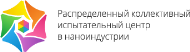 Распределенный коллективный
испытательный центр
в наноиндустрии